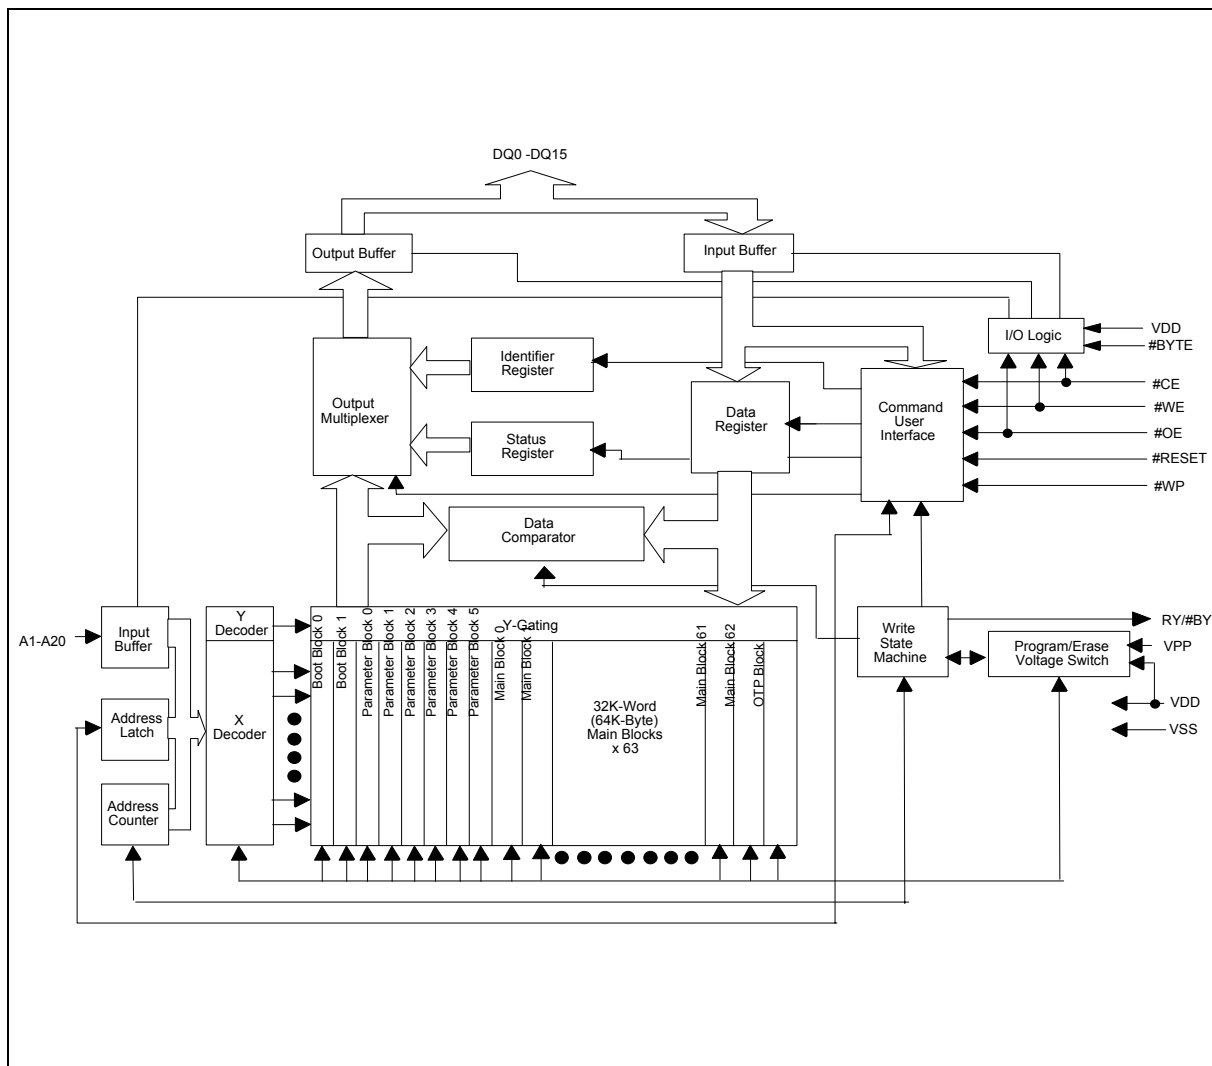 DQ0 -DQ15
Output Buffer
Input Buffer
I/O Logic
VDD
#BYTE
Identifier
Register
Output
Multiplexer
Status
Register
Data
Register
Command
User
Interface
#CE
#WE
#OE
#RESET
#WP
Data
Comparator
A1-A20
Input
Buffer
Address
Latch
Address
Counter
Y
Decoder
X
Decoder
Y-Gating
Boot Block 0
Boot Block 1
Parameter Block 0
Parameter Block 1
Parameter Block 2
Parameter Block 3
Parameter Block 4
Parameter Block 5
Main Block 0
Main Block 1
32K-Word
(64K-Byte)
Main Blocks
x 63
Main Block 61
Main Block 62
OTP Block
Write
State
Machine
Program/Erase
Voltage Switch
RY/#BY
VPP
VDD
VSS